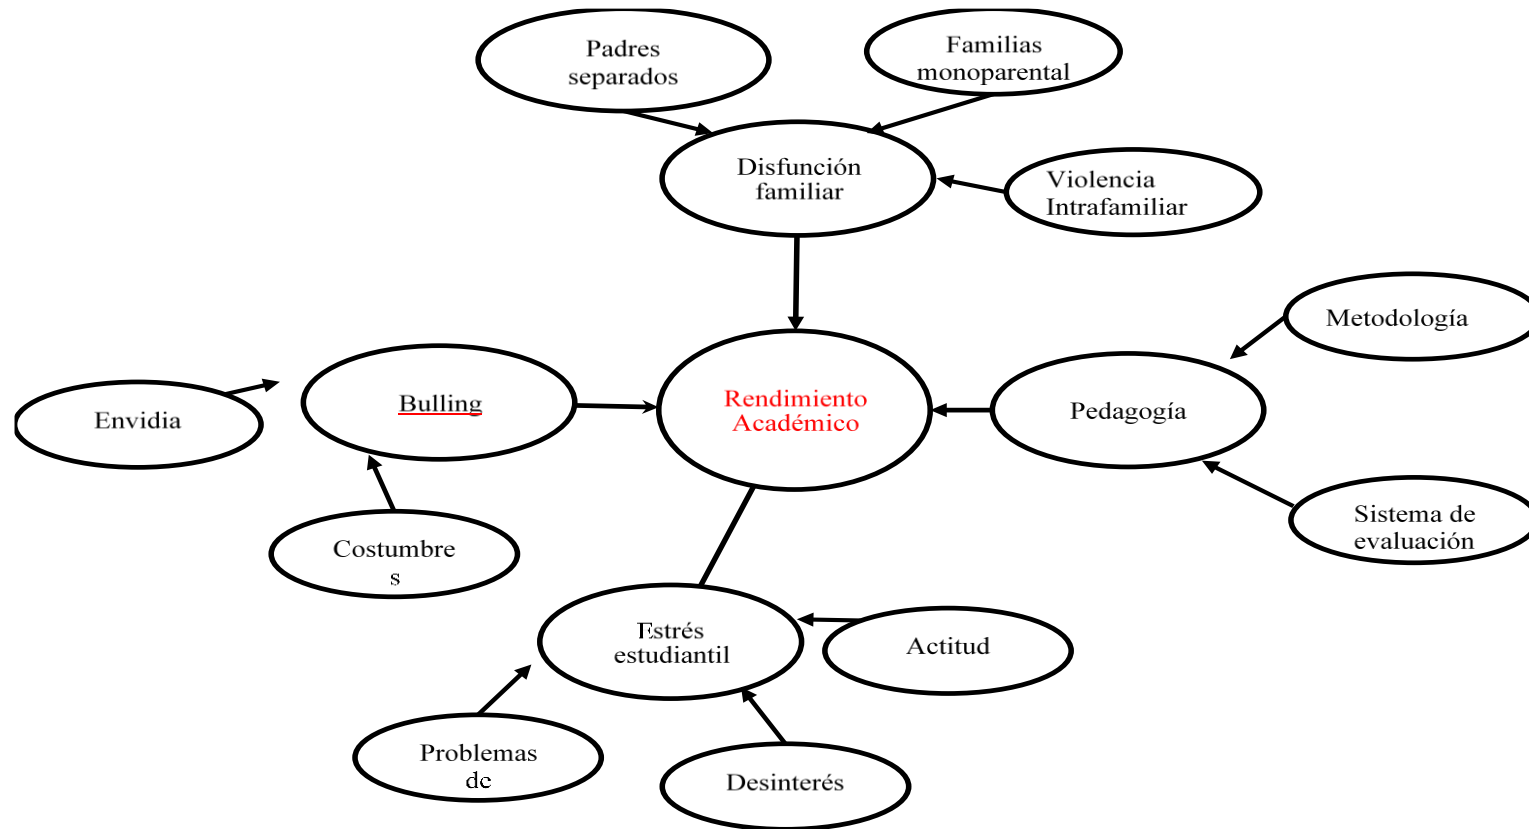 Padres
separados
Familias
monoparental
Disfunción
familiar
Violencia
Intrafamiliar
Metodología
Envidia
Bulling
Rendimiento
Académico
Pedagogía
Costumbre
s
Sistema de
evaluación
Estrés
estudiantil
Actitud
Problemas
de
Desinterés